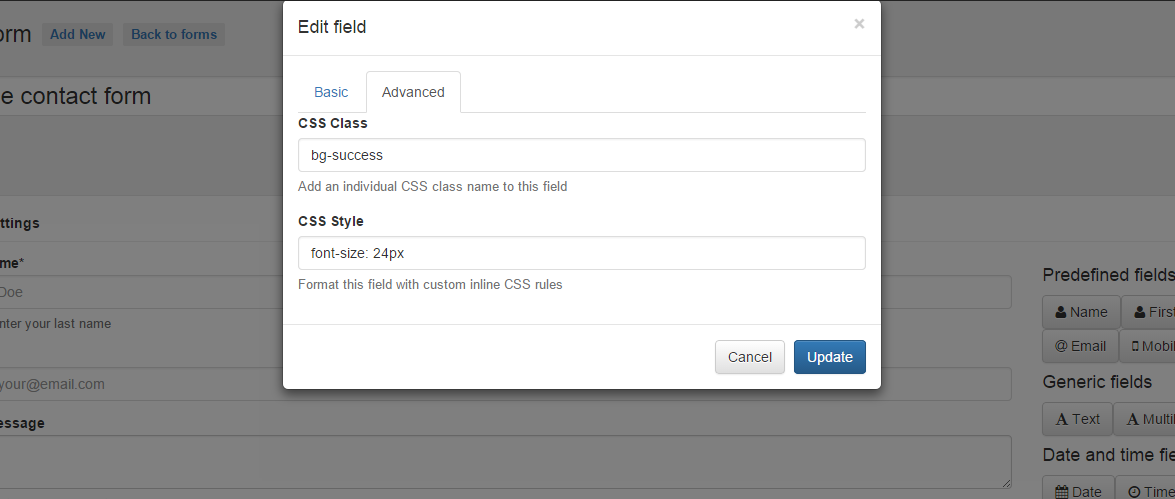 Edit field
×
orm Add New Back to forms
Basic Advanced
e contact form
CSS Class
bg-success
Add an individual CSS class name to this field
CSS Style
ttings
font-size: 24px
me*
Predefined fields
Format this field with custom inline CSS rules
Doe
Name First
nter your last name
@ Email Mobil
Cancel Update
your@email.com
Generic fields
A Text A Multil
essage
Date and time fie
Date Time